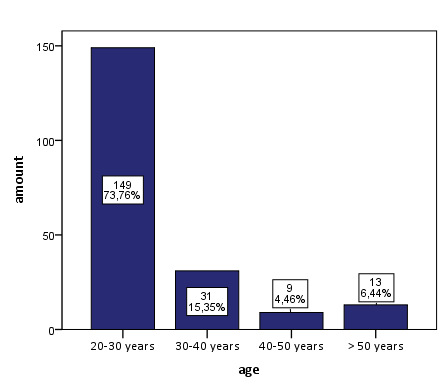 150
100
50
0
amount
149
73,76%
31
15,35%
9
4,46%
13
6,44%
20-30 years
30-40 years
40-50 years
> 50 years
age